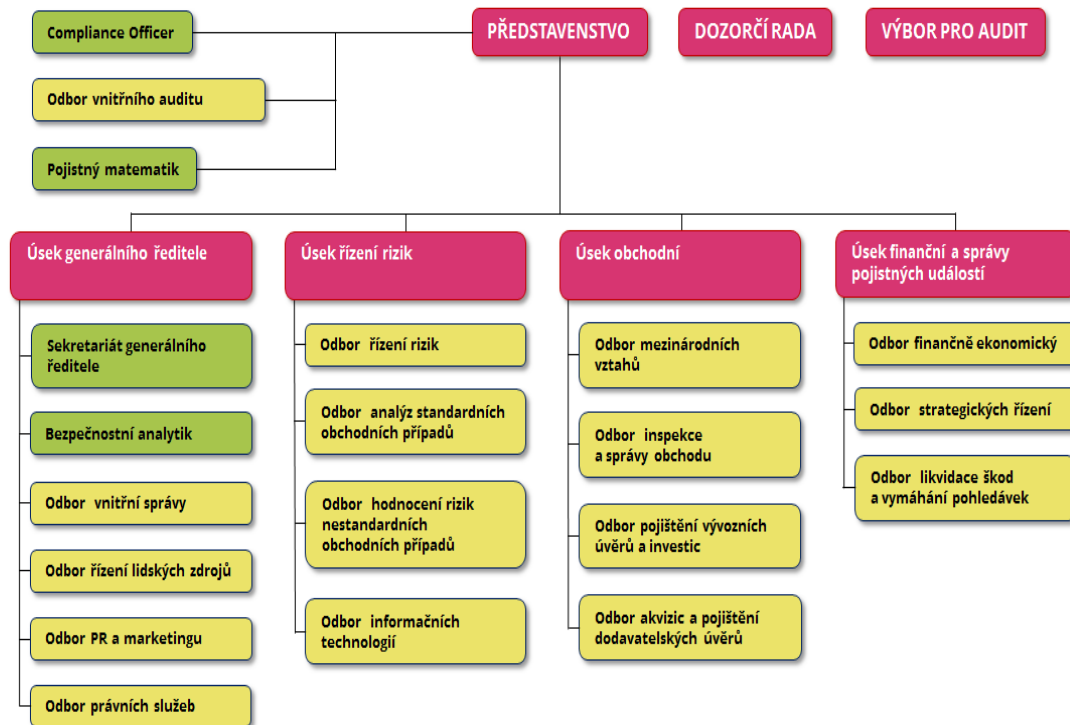 Compliance Officer
PŘEDSTAVENSTVO
DOZORČÍ RADA
VÝBOR PRO AUDIT
Odbor vnitřního auditu
Pojistný matematik
Úsek generálního ředitele
Sekretariát generálního
ředitele
Bezpečnostní analytik
Odbor vnitřní správy
Odbor řízení lidských zdrojů
Odbor PR a marketingu
Odbor právních služeb
Úsek řízení rizik
Odbor řízení rizik
Odbor analýz standardních
obchodních případů
Odbor hodnocení rizik
nestandardních
obchodních případů
Odbor informačních
technologií
Úsek obchodní
Odbor mezinárodních
vztahů
Odbor inspekce
a správy obchodu
Odbor pojištění vývozních
úvěrů a investic
Odbor akvizic a pojištění
dodavatelských úvěrů
Úsek finanční a správy
pojistných událostí
Odbor finančně ekonomický
Odbor strategických řízení
Odbor likvidace škod
a vymáhání pohledávek